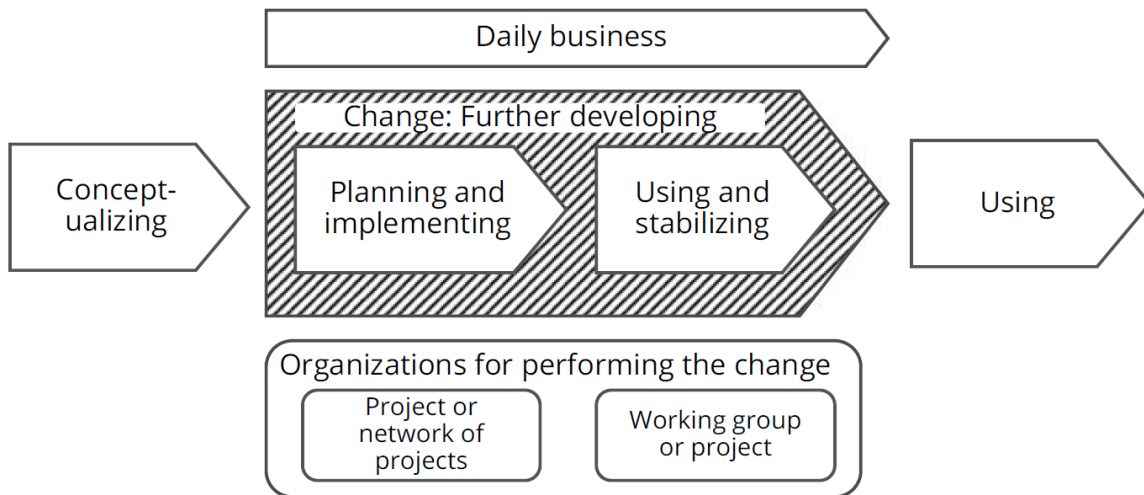 Daily business
Change: Further developing
Concept-
ualizing
Planning and
implementing
Using and
stabilizing
Using
Organizations for performing the change
Project or
network of
projects
Working group
or project